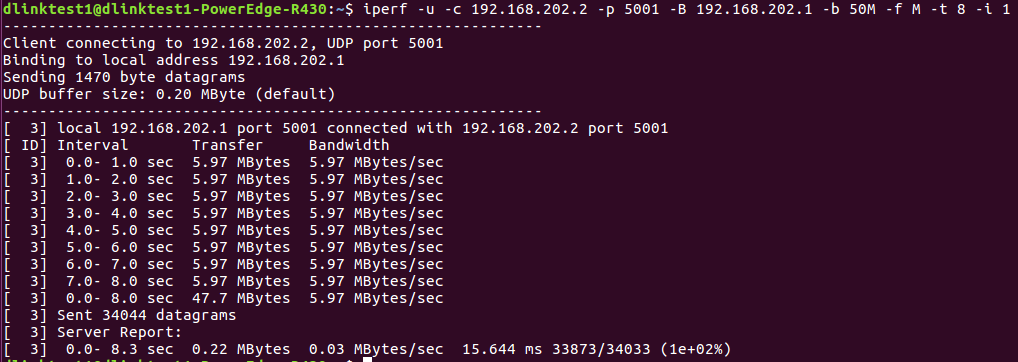 dlinktest1@dlinktest1-PowerEdge-R430:~$ iperf -u -c 192.168.202.2 -p 5001 -B 192.168.202.1 -b 50M -f M -t 8 -i 1
------------------------------------------------------------
Client connecting to 192.168.202.2, UDP port 5001
Binding to local address 192.168.202.1
Sending 1470 byte datagrams
UDP buffer size: 0.20 MByte (default)
------------------------------------------------------------
[  3] local 192.168.202.1 port 5001 connected with 192.168.202.2 port 5001
[ ID] Interval       Transfer     Bandwidth
[  3]  0.0- 1.0 sec  5.97 MBytes  5.97 MBytes/sec
[  3]  1.0- 2.0 sec  5.97 MBytes  5.97 MBytes/sec
[  3]  2.0- 3.0 sec  5.97 MBytes  5.97 MBytes/sec
[  3]  3.0- 4.0 sec  5.97 MBytes  5.97 MBytes/sec
[  3]  4.0- 5.0 sec  5.97 MBytes  5.97 MBytes/sec
[  3]  5.0- 6.0 sec  5.97 MBytes  5.97 MBytes/sec
[  3]  6.0- 7.0 sec  5.97 MBytes  5.97 MBytes/sec
[  3]  7.0- 8.0 sec  5.97 MBytes  5.97 MBytes/sec
[  3]  0.0- 8.0 sec  47.7 MBytes  5.97 MBytes/sec
[  3] Sent 34044 datagrams
[  3] Server Report:
[  3]  0.0- 8.3 sec  0.22 MBytes  0.03 MBytes/sec  15.644 ms 33873/34033 (1e+02%)